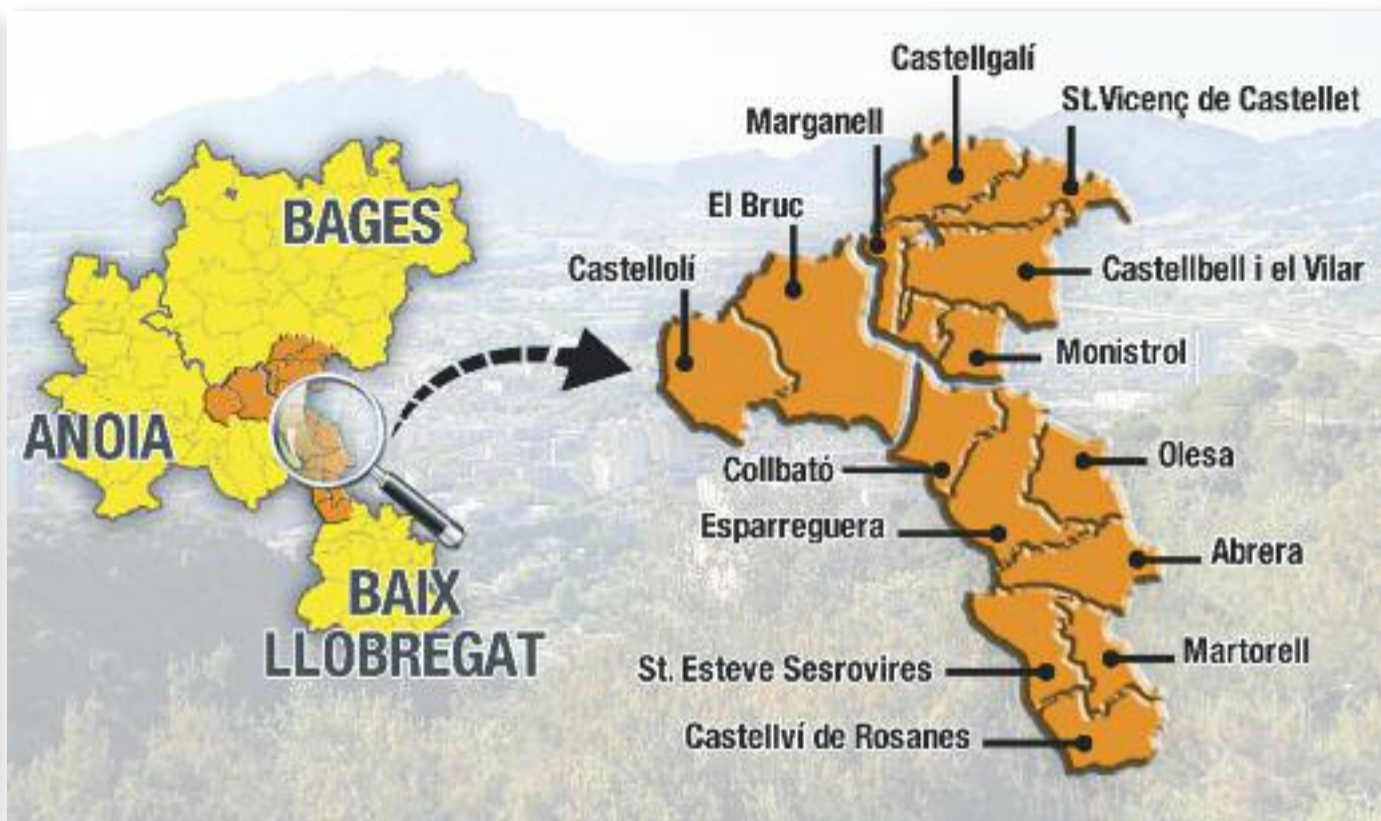 BAGES
ANOIA
BAIX
LLOBREGAT
Castellgalí
St.Vicenç de Castellet
Marganell
El Bruc
Castellolí
Castellbell i el Vilar
Monistrol
Collbató
Olesa
Esparreguera
Abrera
St. Esteve Sesrovires
Martorell
Castellví de Rosanes